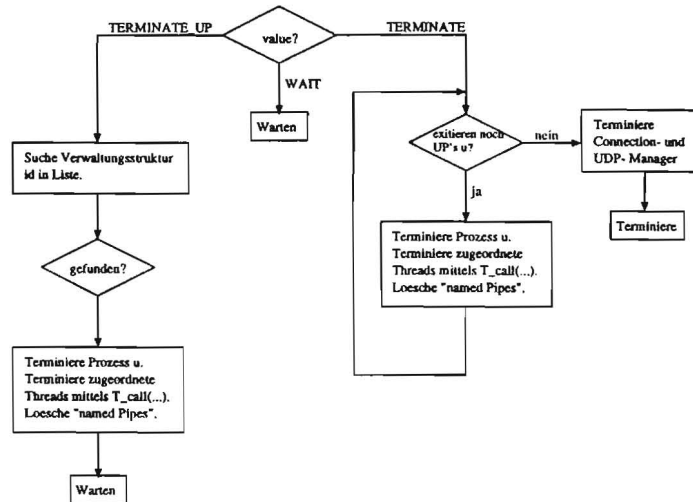 TERMINATE_UP
value?
TERMINATE
WAIT
Warten
Suche Verwaltungsstruktur
id in Liste.
gefunden?
Terminiere Prozess u.
Terminiere zugeordnete
Threads mittels T_call(...).
Loesche "named Pipes".
Warten
exitieren noch
UP's u?
nein
Terminiere
Connection- und
UDP- Manager
Terminiere
ja
Terminiere Prozess u.
Terminiere zugeordnete
Threads mittels T_call(...).
Loesche "named Pipes".